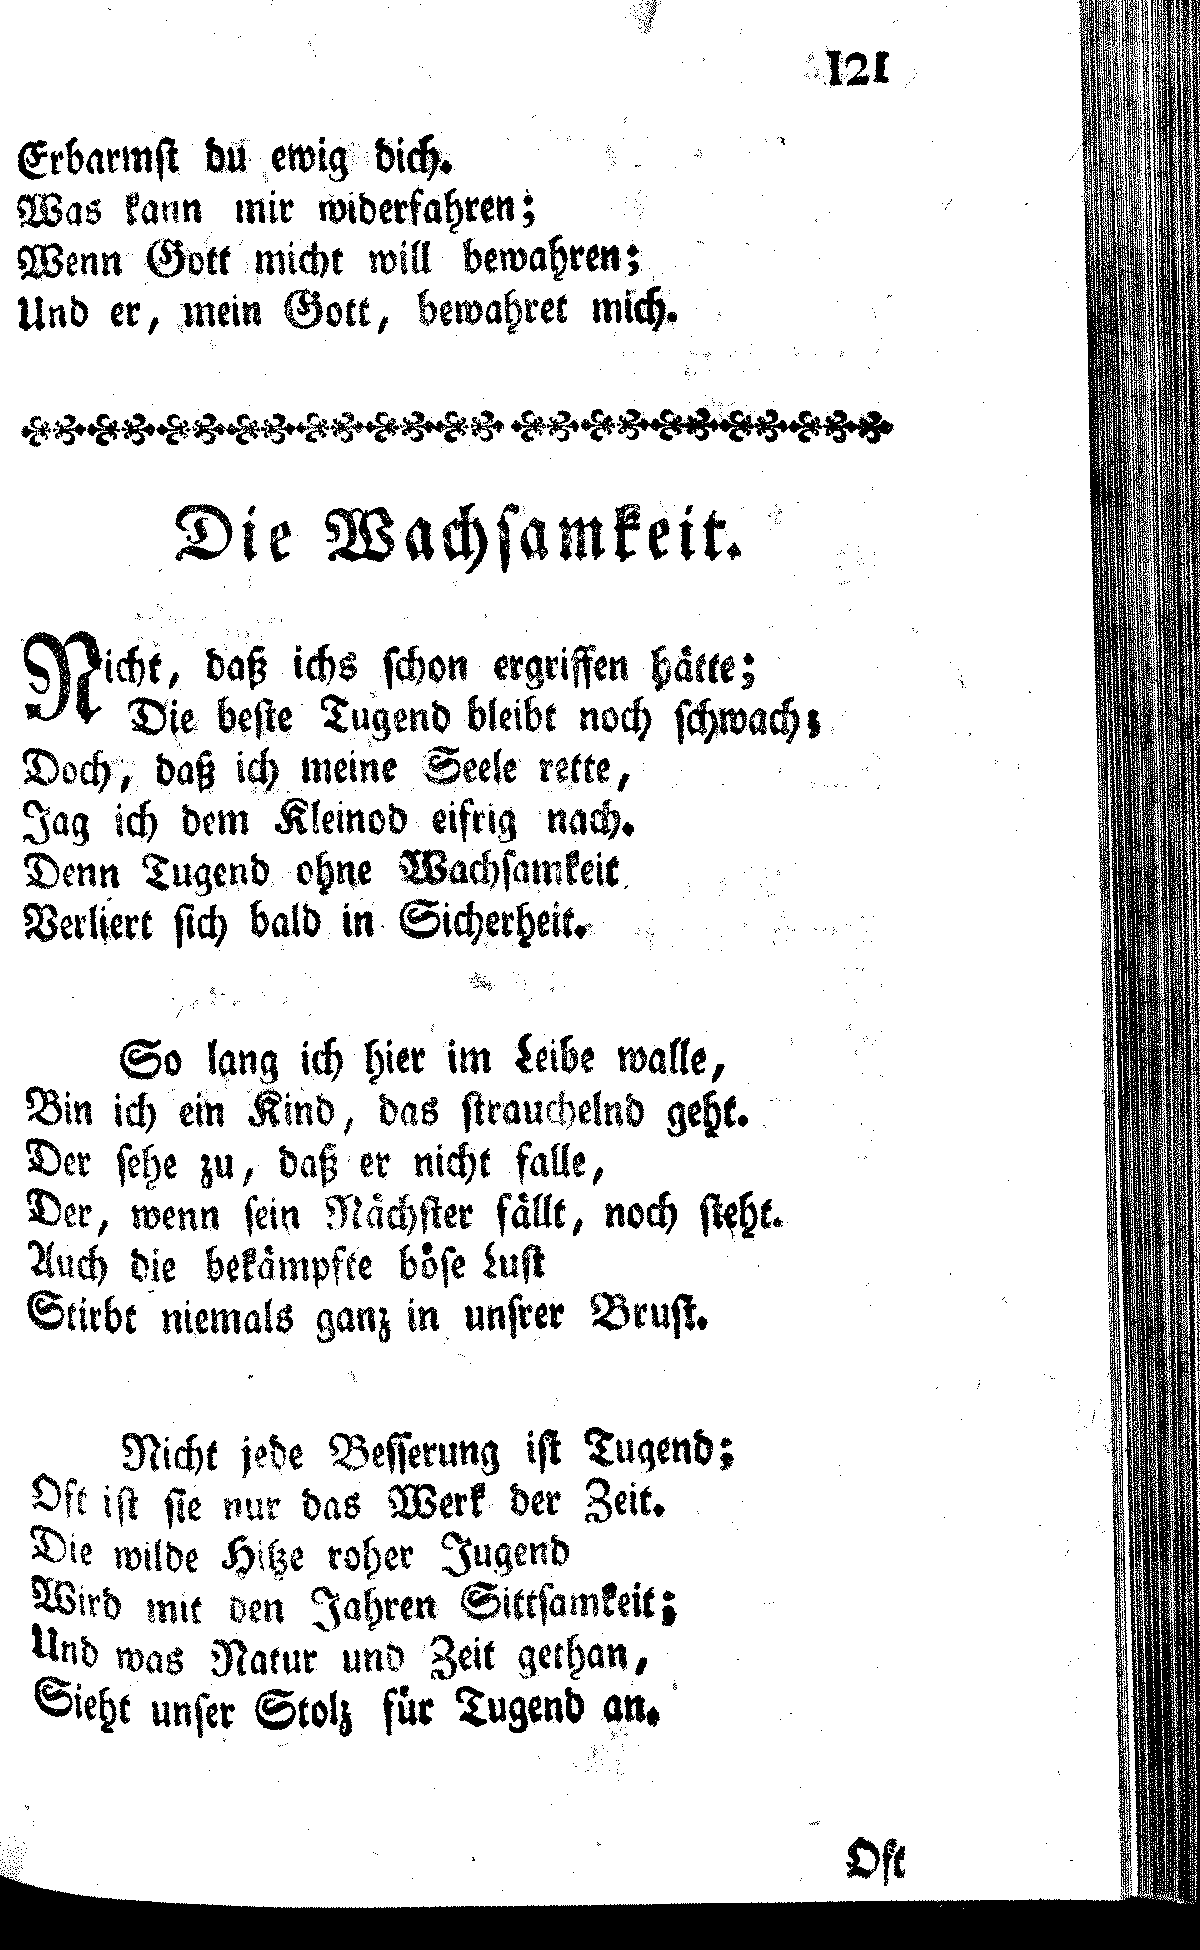 121
Erbarmſt du ewig dich.
Was kann mir widerfahren;
Wenn Gott micht will bewahren;
Und er, mein Gott, bewahret mich.
Die Wachſamkeit.
Nicht, daß ichs ſchon ergriffen hätte;
Die beſte Tugend bleibt noch ſchwach;
Doch, daß ich meine Seele rette,
Jag ich dem Kleinod eifrig nach.
Denn Tugend ohne Wachſamkeit
Verliert ſich bald in Sicherheit.
So lang ich hier im Leibe walle,
Bin ich ein Kind, das ſtrauchelnd geht.
Der ſehe zu, daß er nicht falle,
Der, wenn ſein Nächſter fällt, noch ſteht.
Auch die bekämpfte böſe Luſt
Stirbt niemals ganz in unſrer Bruſt.
Nicht jede Beſſerung iſt Tugend;
Oft iſt ſie nur das Werk der Zeit.
Die wilde Hitze roher Jugend
Wird mit den Jahren Sittſamkeit;
Und was Natur und Zeit gethan,
Sieht unſer Stolz für Tugend an.
Oft